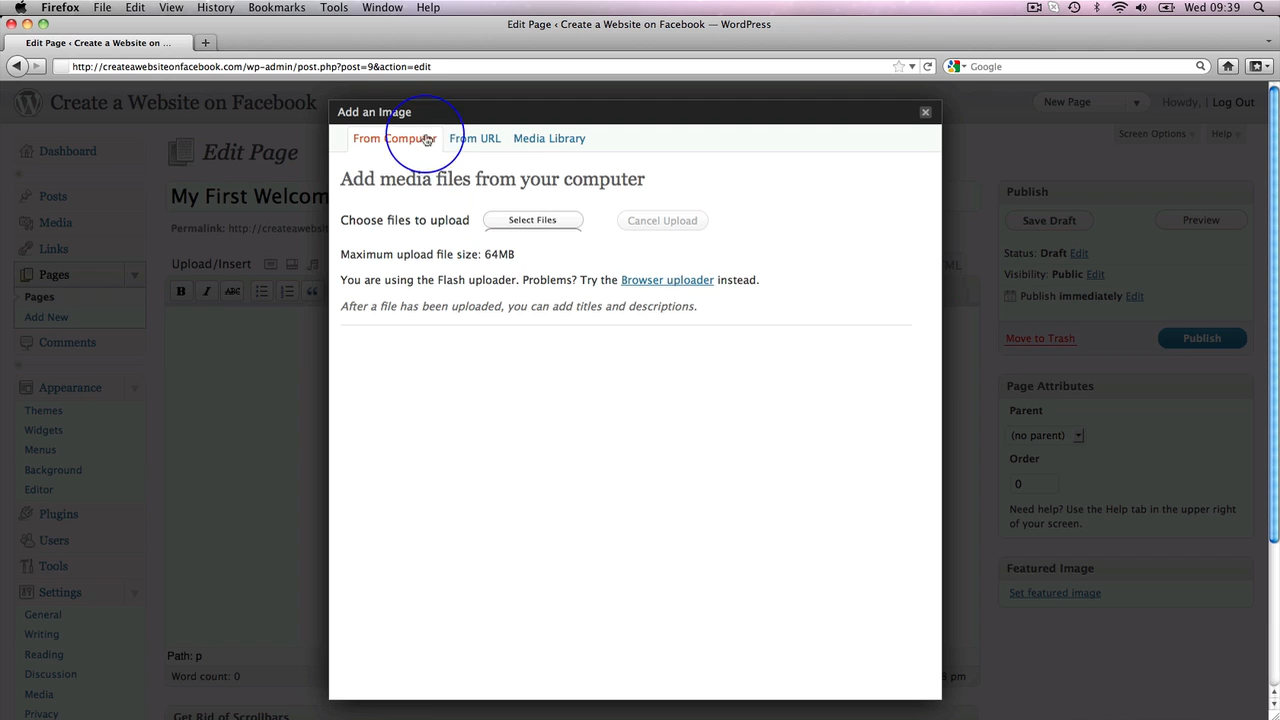 Firefox File Edit View History Bookmarks Tools Window Help Wed 09:39
Edit Page ‹ Create a Website on Facebook — WordPress
Edit Page ‹ Create a Website on ... +
http://createawebsiteonfacebook.com/wp-admin/post.php?post=9&action=edit Google
Create a Website on Facebook New Page Howdy, | Log Out
Add an Image
From Computer From URL Media Library
Screen Options Help
Dashboard
Edit Page
Add media files from your computer
Posts
My First Welcom
Publish
Media
Choose files to upload Select Files Cancel Upload
Save Draft Preview
Permalink: http://createawebsite
Links
Maximum upload file size: 64MB
Status: Draft Edit
Upload/Insert
ML
Pages
You are using the Flash uploader. Problems? Try the Browser uploader instead.
Visibility: Public Edit
B I ABC
Pages
Publish immediately Edit
After a file has been uploaded, you can add titles and descriptions.
Add New
Comments
Move to Trash Publish
Appearance
Page Attributes
Themes
Parent
Widgets
(no parent)
Menus
Order
Background
0
Editor
Need help? Use the Help tab in the upper right
of your screen.
Plugins
Users
Tools
Featured Image
Settings
Set featured image
General
Writing
Reading
Path: p
Discussion
Word count: 0
pm
Media
Privacy
Get Rid of Scrollbars